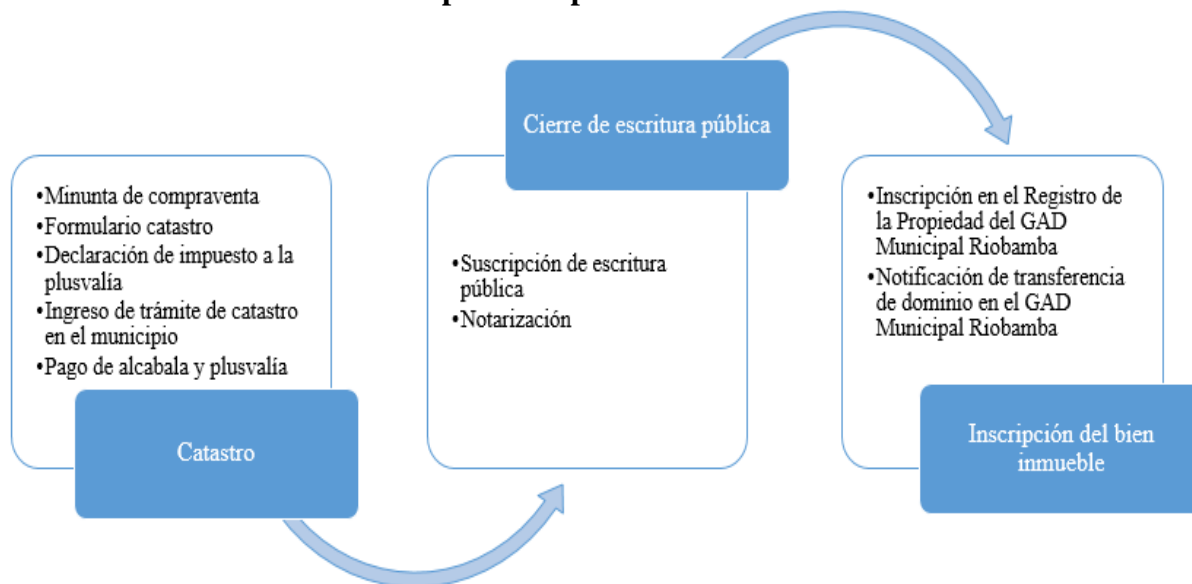 •Minunta de compraventa
•Formulario catastro
•Declaración de impuesto a la
plusvalía
•Ingreso de trámite de catastro
en el municipio
•Pago de alcabala y plusvalía
Catastro
Cierre de escritura pública
•Suscripción de escritura
pública
•Notarización
•Inscripción en el Registro de
la Propiedad del GAD
Municipal Riobamba
•Notificación de transferencia
de dominio en el GAD
Municipal Riobamba
Inscripción del bien
inmueble